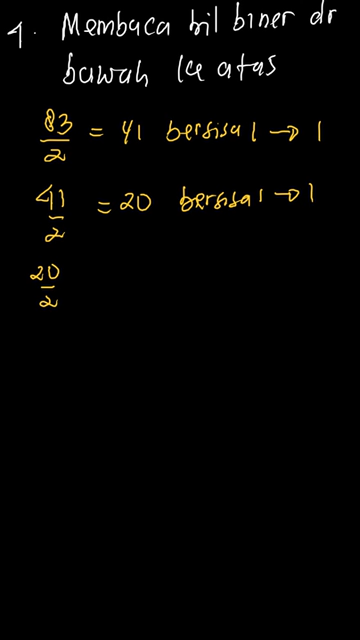 4. Membaca bil biner dr
bawah ke atas
83/2 = 41 bersisa 1 → 1
41/2 = 20 bersisa 1 → 1
20/2